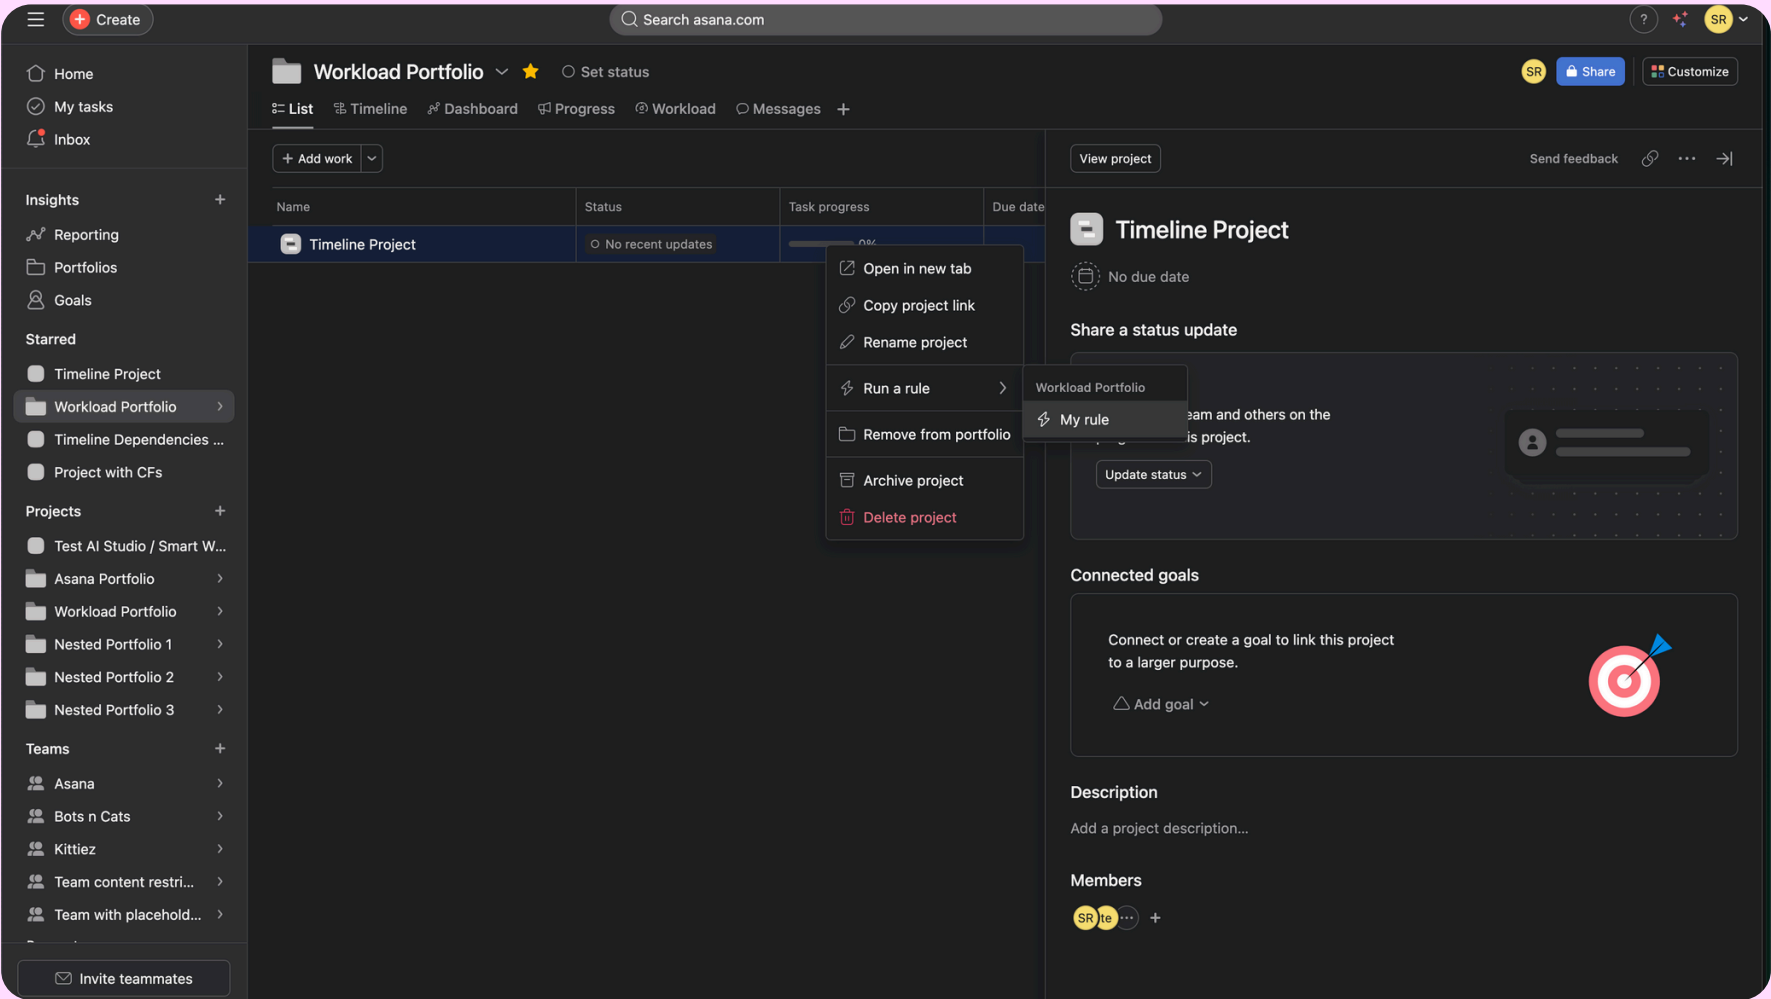 Create
Search asana.com
?
SR
Home
My tasks
Inbox
Insights
Reporting
Portfolios
Goals
Starred
Timeline Project
Workload Portfolio
Timeline Dependencies ...
Project with CFs
Projects
Test AI Studio / Smart W...
Asana Portfolio
Workload Portfolio
Nested Portfolio 1
Nested Portfolio 2
Nested Portfolio 3
Teams
Asana
Bots n Cats
Kittiez
Team content restri...
Team with placehold...
Invite teammates
Workload Portfolio
Set status
SR
Share
Customize
List
Timeline
Dashboard
Progress
Workload
Messages
Add work
Name
Status
Task progress
Due date
Timeline Project
No recent updates
0%
Open in new tab
Copy project link
Rename project
Run a rule
Remove from portfolio
Archive project
Delete project
Workload Portfolio
My rule
View project
Send feedback
Timeline Project
No due date
Share a status update
eam and others on the
is project.
Update status
Connected goals
Connect or create a goal to link this project
to a larger purpose.
Add goal
Description
Add a project description...
Members
SR
te